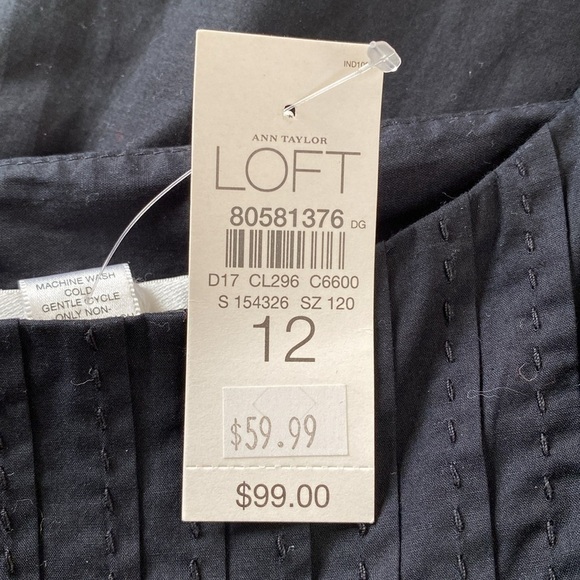 ANN TAYLOR
LOFT
80581376 DG
D17 CL296 C6600
S 154326 SZ 120
12
$59.99
$99.00
MACHINE WASH
COLD
GENTLE CYCLE
ONLY NON-